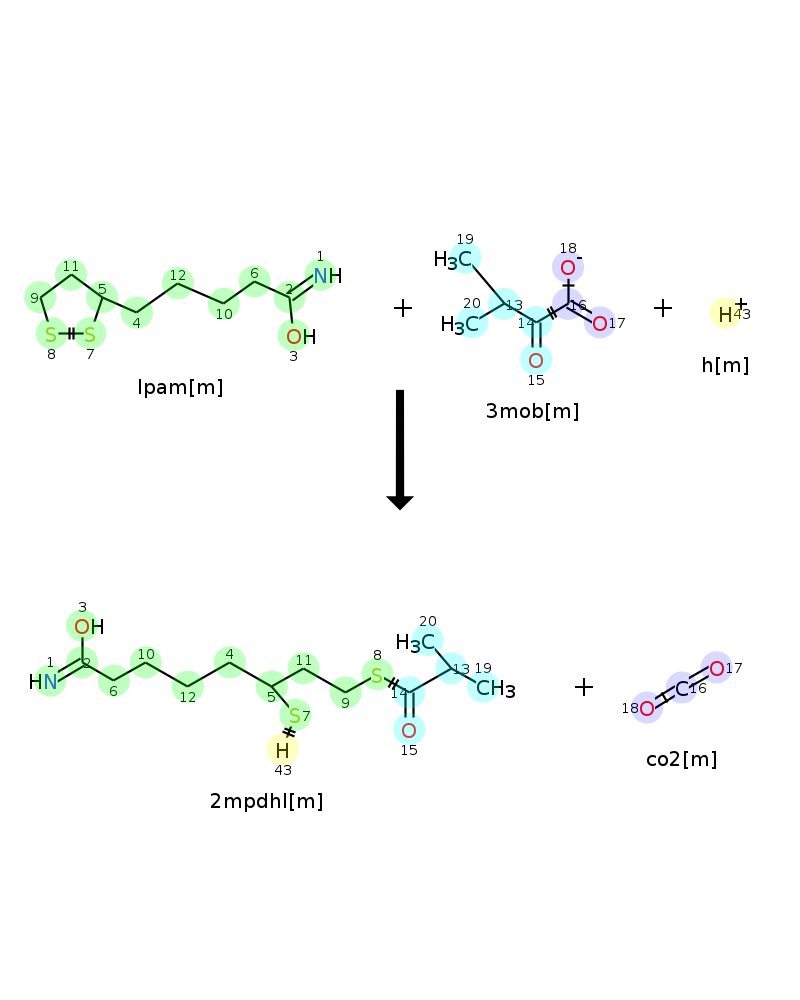 19 18
11 12 6 1 H₃C O-
9 5 2 NH 20 13 16 +
4 10 + H₃C 14 O 17 + H 43
S S OH O
8 7 3 15 h[m]
lpam[m] 3mob[m]
3 20
OH 8 H₃C
1 10 4 11 S 13 19 O 17
HN 2 6 12 5 9 14 CH₃ + C 16
S 7 O 18 O
H 15
43 co2[m]
2mpdhl[m]